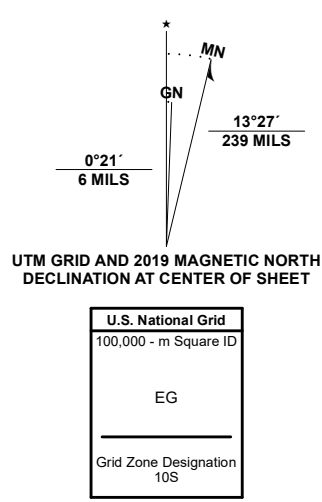 ★
MN
GN
13°27´
239 MILS
0°21´
6 MILS
UTM GRID AND 2019 MAGNETIC NORTH
DECLINATION AT CENTER OF SHEET
U.S. National Grid
100,000 - m Square ID
EG
Grid Zone Designation
10S